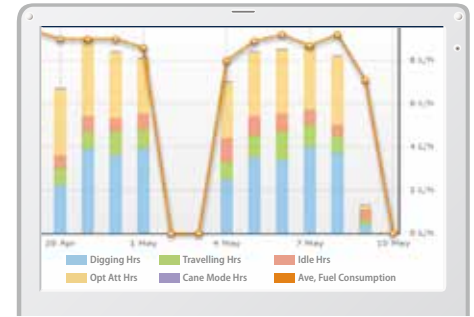 8 L/h
6 L/h
4 L/h
2 L/h
0 L/h
28 Apr 1 May 4 May 7 May 10 May
Digging Hrs Travelling Hrs Idle Hrs
Opt Att Hrs Cane Mode Hrs Ave, Fuel Consumption